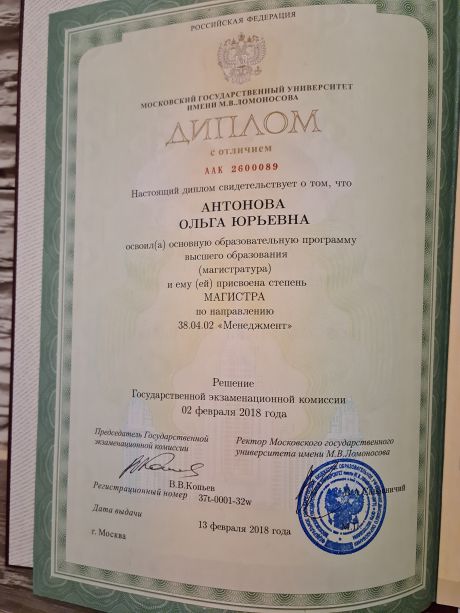 РОССИЙСКАЯ ФЕДЕРАЦИЯ
МОСКОВСКИЙ ГОСУДАРСТВЕННЫЙ УНИВЕРСИТЕТ
ИМЕНИ М.В.ЛОМОНОСОВА
ДИПЛОМ
с отличием
ААК 2600089
Настоящий диплом свидетельствует о том, что
АНТОНОВА
ОЛЬГА ЮРЬЕВНА
освоил(а) основную образовательную программу
высшего образования
(магистратура)
и ему (ей) присвоена степень
МАГИСТРА
по направлению
38.04.02 «Менеджмент»
Решение
Государственной экзаменационной комиссии
02 февраля 2018 года
Председатель Государственной
экзаменационной комиссии
Ректор Московского государственного
университета имени М.В.Ломоносова
В.В.Копьев
Регистрационный номер 37t-0001-32w
Дата выдачи
13 февраля 2018 года
г. Москва
М.П.